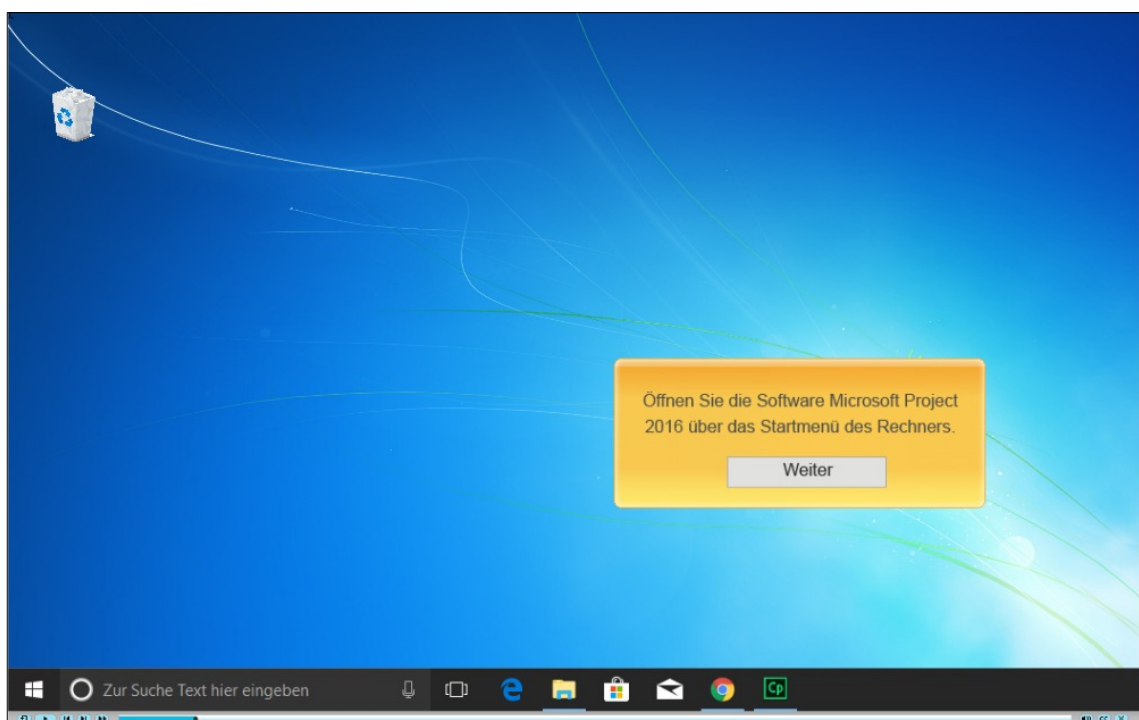 Öffnen Sie die Software Microsoft Project
2016 über das Startmenü des Rechners.
Weiter
Zur Suche Text hier eingeben
Cp
CC